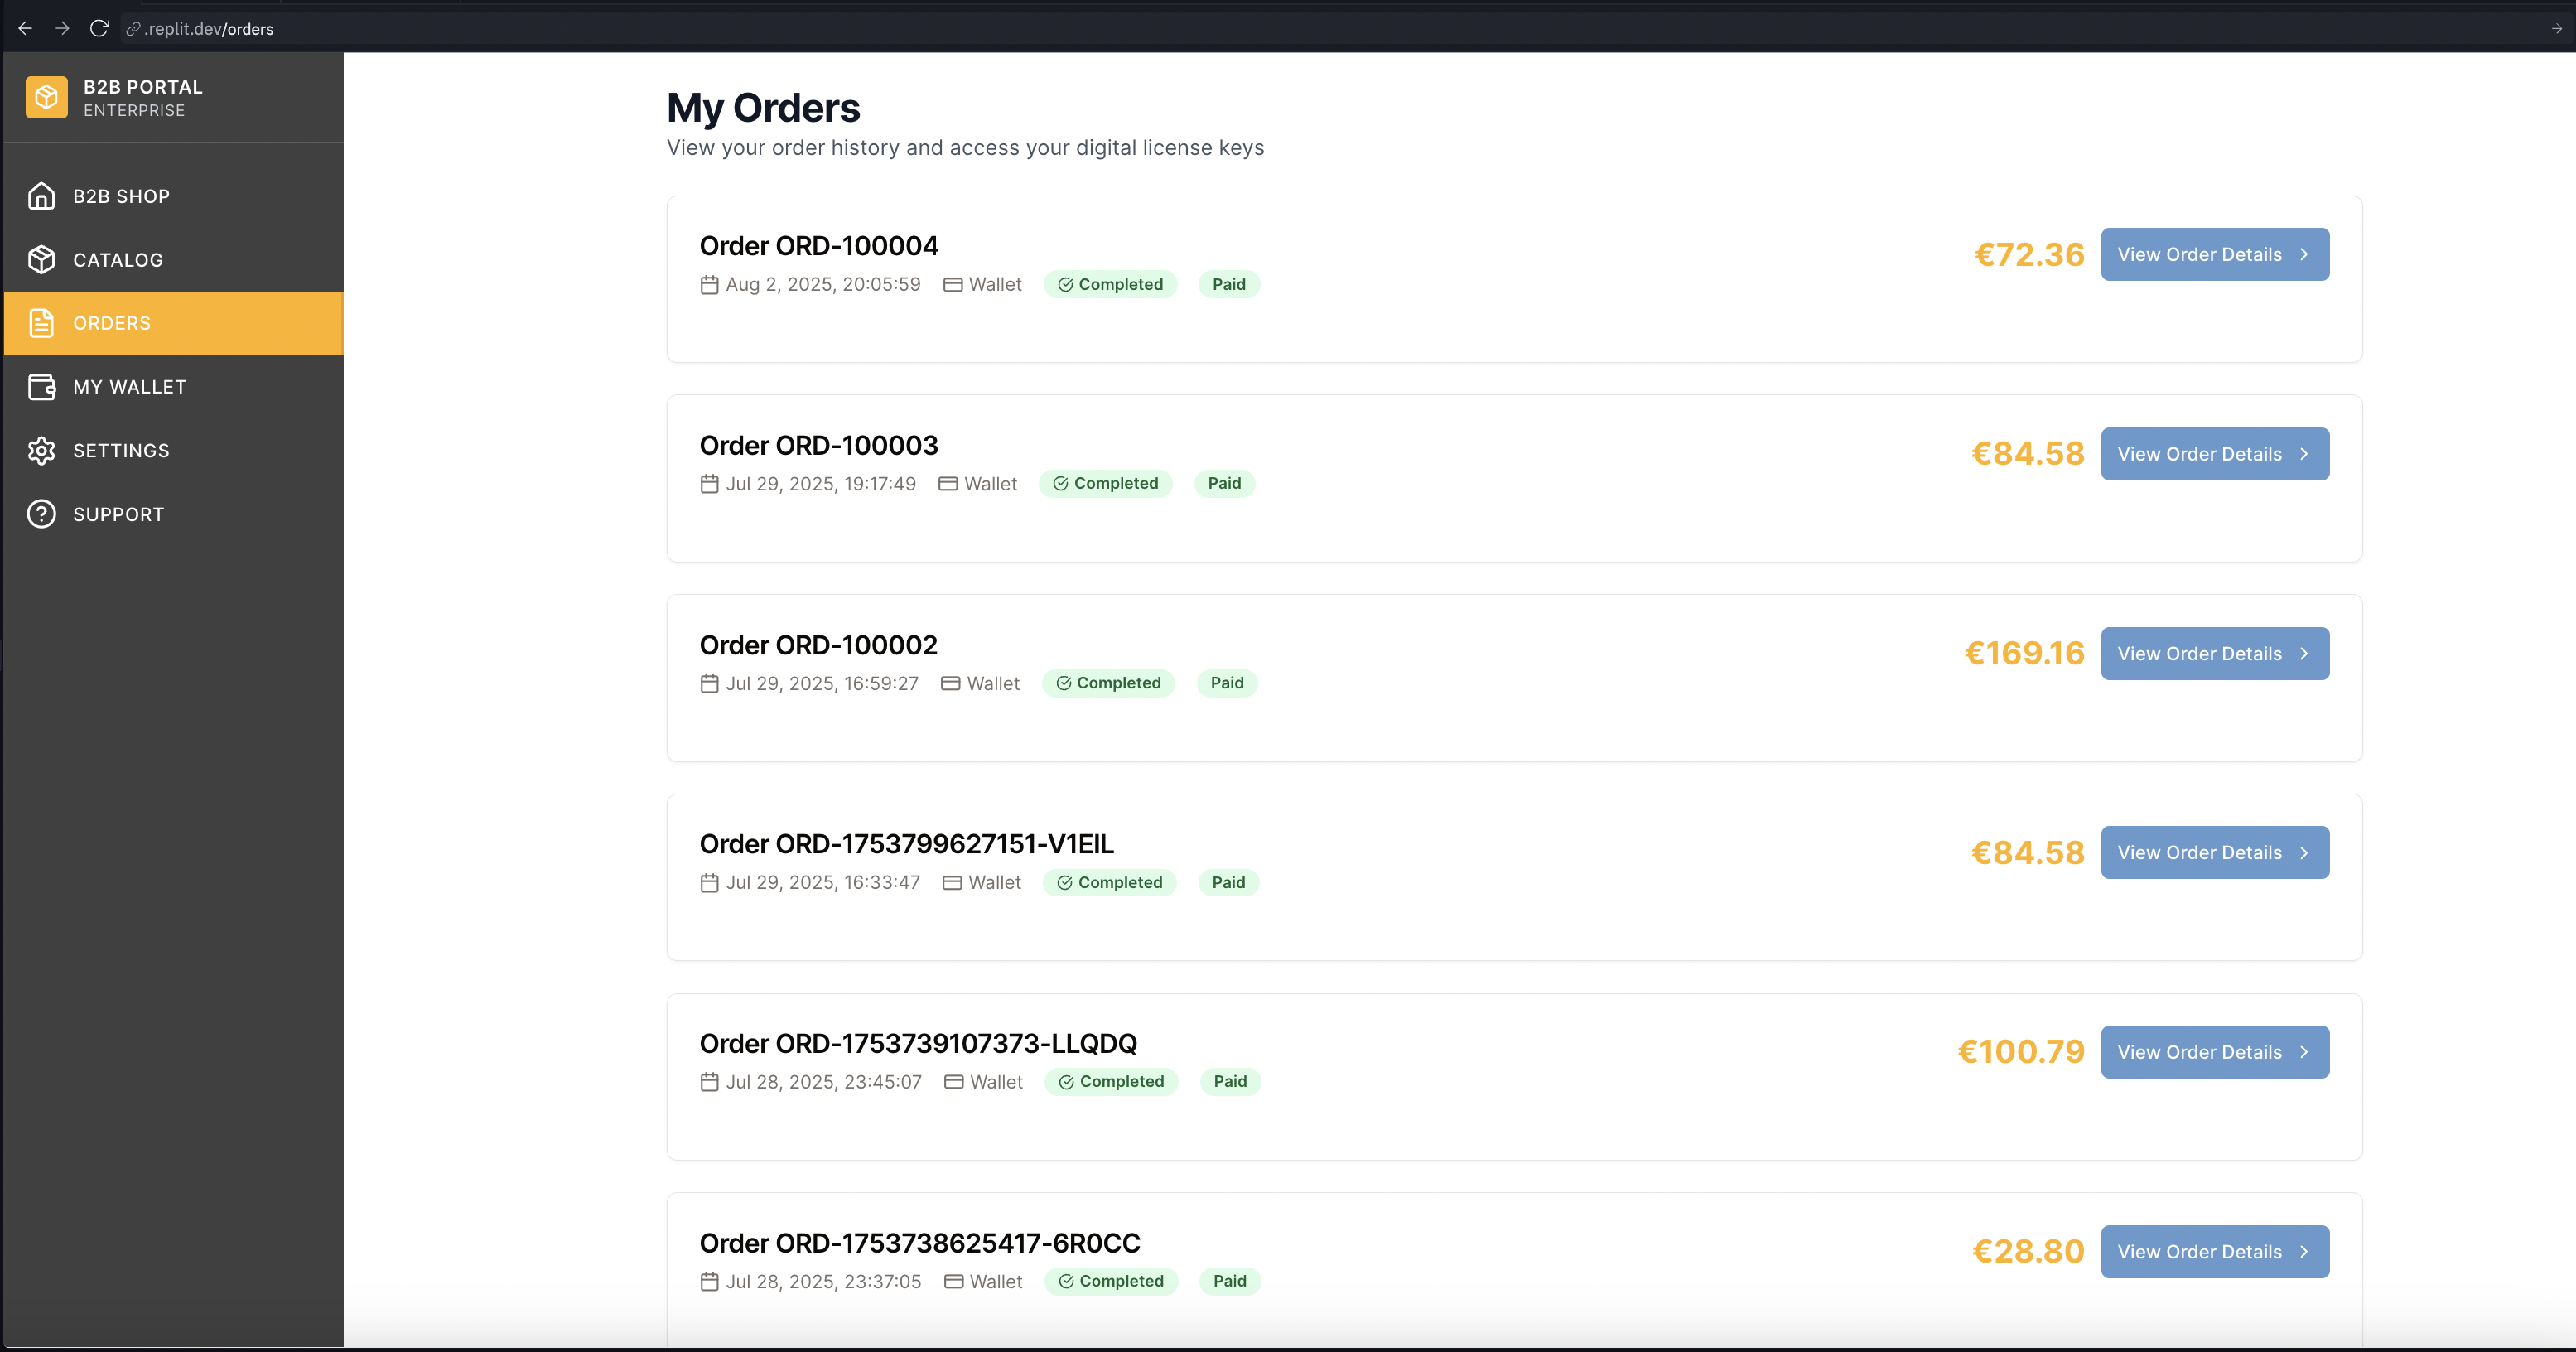 .replit.dev/orders
B2B PORTAL
ENTERPRISE
B2B SHOP
CATALOG
ORDERS
MY WALLET
SETTINGS
SUPPORT
My Orders
View your order history and access your digital license keys
Order ORD-100004
Aug 2, 2025, 20:05:59 Wallet Completed Paid
€72.36 View Order Details
Order ORD-100003
Jul 29, 2025, 19:17:49 Wallet Completed Paid
€84.58 View Order Details
Order ORD-100002
Jul 29, 2025, 16:59:27 Wallet Completed Paid
€169.16 View Order Details
Order ORD-1753799627151-V1EIL
Jul 29, 2025, 16:33:47 Wallet Completed Paid
€84.58 View Order Details
Order ORD-1753739107373-LLQDQ
Jul 28, 2025, 23:45:07 Wallet Completed Paid
€100.79 View Order Details
Order ORD-1753738625417-6R0CC
Jul 28, 2025, 23:37:05 Wallet Completed Paid
€28.80 View Order Details